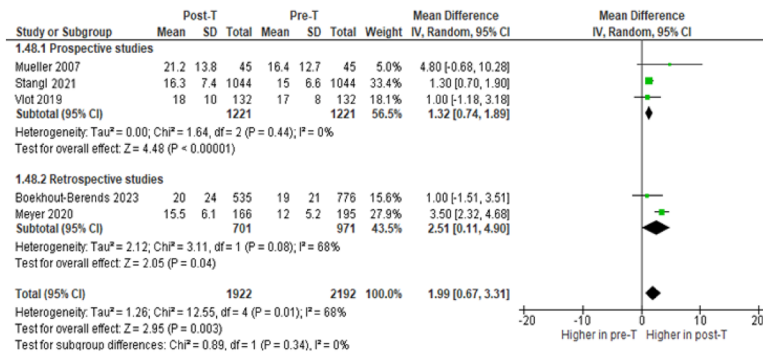 Post-T Pre-T Mean Difference Mean Difference
Study or Subgroup Mean SD Total Mean SD Total Weight IV, Random, 95% CI IV, Random, 95% CI
1.48.1 Prospective studies
Mueller 2007 21.2 13.8 45 16.4 12.7 45 5.0% 4.80 [-0.68, 10.28]
Stangl 2021 16.3 7.4 1044 15 6.6 1044 33.4% 1.30 [0.70, 1.90]
Vlot 2019 18 10 132 17 8 132 18.1% 1.00 [-1.18, 3.18]
Subtotal (95% CI) 1221 1221 56.5% 1.32 [0.74, 1.89]
Heterogeneity: Tau² = 0.00; Chi² = 1.64, df = 2 (P = 0.44); I² = 0%
Test for overall effect: Z = 4.48 (P < 0.00001)
1.48.2 Retrospective studies
Boekhout-Berends 2023 20 24 535 19 21 776 15.6% 1.00 [-1.51, 3.51]
Meyer 2020 15.5 6.1 166 12 5.2 195 27.9% 3.50 [2.32, 4.68]
Subtotal (95% CI) 701 971 43.5% 2.51 [0.11, 4.90]
Heterogeneity: Tau² = 2.12; Chi² = 3.11, df = 1 (P = 0.08); I² = 68%
Test for overall effect: Z = 2.05 (P = 0.04)
Total (95% CI) 1922 2192 100.0% 1.99 [0.67, 3.31]
Heterogeneity: Tau² = 1.26; Chi² = 12.55, df = 4 (P = 0.01); I² = 68%
Test for overall effect: Z = 2.95 (P = 0.003)
Test for subgroup differences: Chi² = 0.89, df = 1 (P = 0.34), I² = 0%
-20 -10 0 10 20
Higher in pre-T Higher in post-T